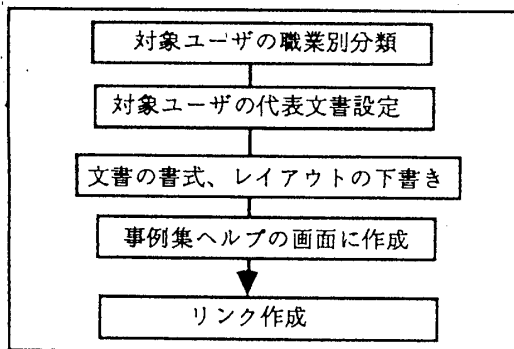 対象ユーザの職業別分類
対象ユーザの代表文書設定
文書の書式、レイアウトの下書き
事例集ヘルプの画面に作成
リンク作成